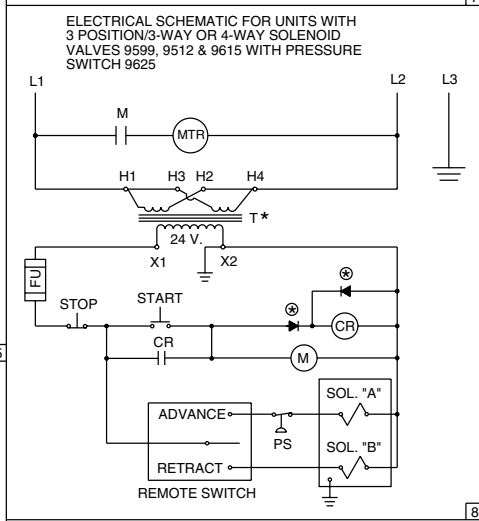 ELECTRICAL SCHEMATIC FOR UNITS WITH
3 POSITION/3-WAY OR 4-WAY SOLENOID
VALVES 9599, 9512 & 9615 WITH PRESSURE
SWITCH 9625
L1
L2
L3
M
MTR
H1
H3
H2
H4
T*
24 V.
X1
X2
FU
STOP
START
CR
CR
M
ADVANCE
PS
RETRACT
REMOTE SWITCH
SOL. "A"
SOL. "B"
8